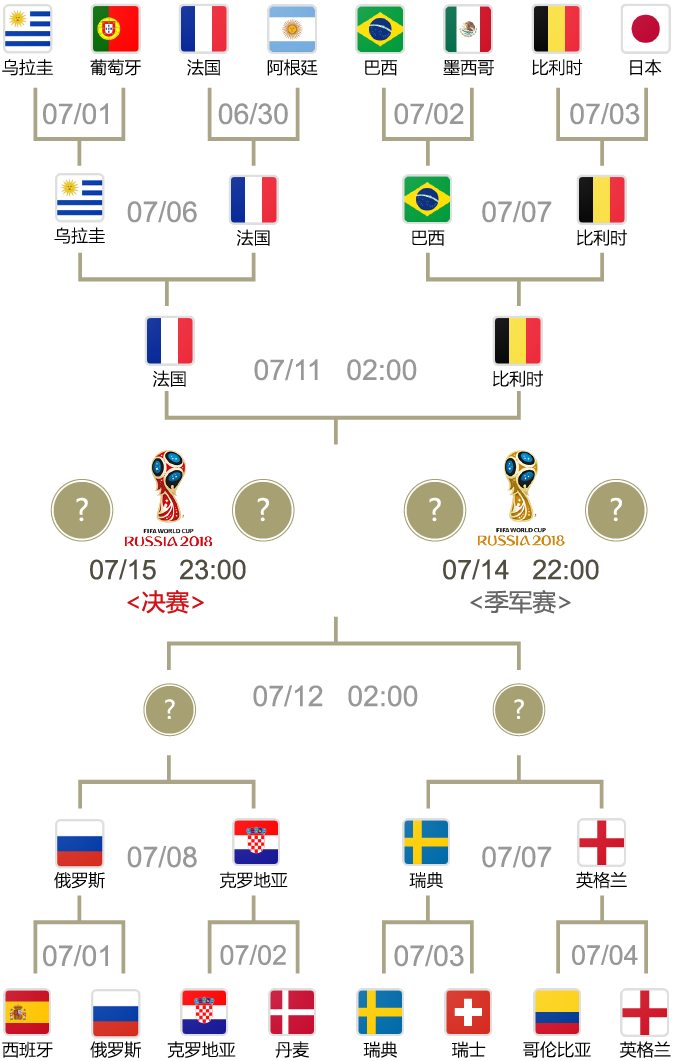 乌拉圭 葡萄牙 法国 阿根廷 巴西 墨西哥 比利时 日本
07/01 06/30 07/02 07/03
乌拉圭 07/06 法国 巴西 07/07 比利时
法国 07/11 02:00 比利时
? ? ? ?
FIFA WORLD CUP FIFA WORLD CUP
RUSSIA 2018 RUSSIA 2018
07/15 23:00 07/14 22:00
<决赛> <季军赛>
? 07/12 02:00 ?
俄罗斯 07/08 克罗地亚 瑞典 07/07 英格兰
07/01 07/02 07/03 07/04
西班牙 俄罗斯 克罗地亚 丹麦 瑞典 瑞士 哥伦比亚 英格兰